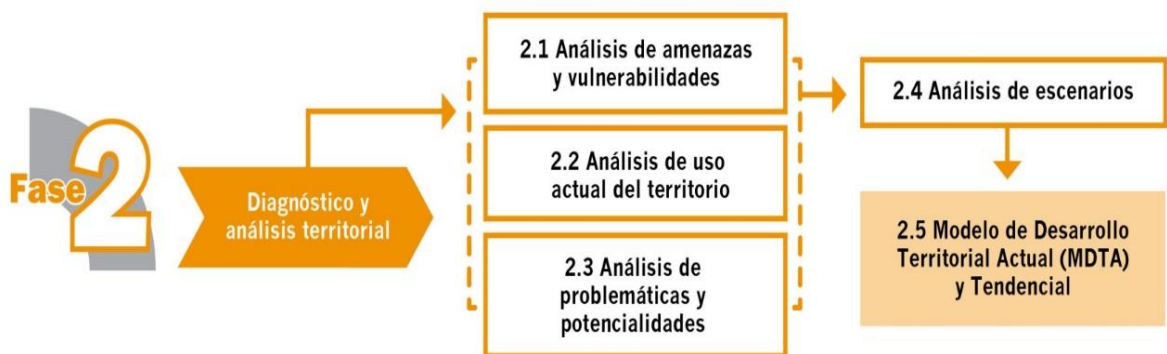 Fase 2
Diagnóstico y
análisis territorial
2.1 Análisis de amenazas
y vulnerabilidades
2.2 Análisis de uso
actual del territorio
2.3 Análisis de
problemáticas y
potencialidades
2.4 Análisis de escenarios
2.5 Modelo de Desarrollo
Territorial Actual (MDTA)
y Tendencial